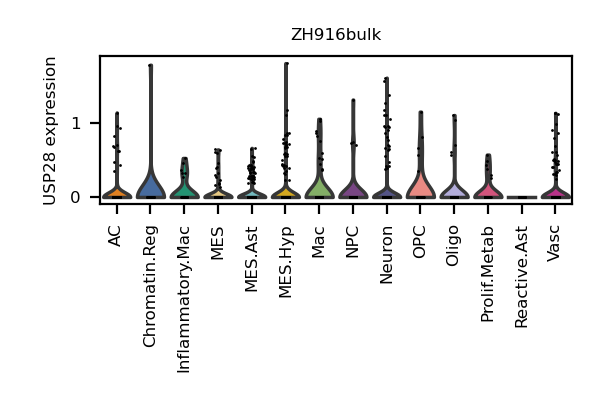 ZH916bulk
USP28 expression
1
0
AC
Chromatin.Reg
Inflammatory.Mac
MES
MES.Ast
MES.Hyp
Mac
NPC
Neuron
OPC
Oligo
Prolif.Metab
Reactive.Ast
Vasc